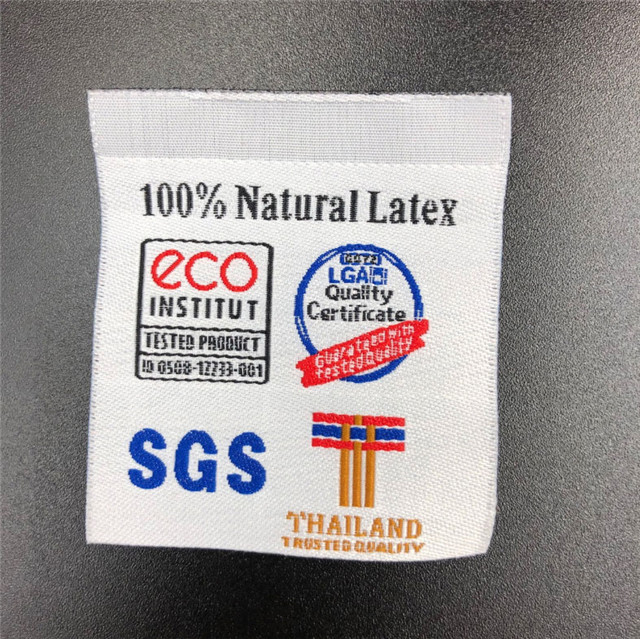 100% Natural Latex
eco
INSTITUT
TESTED PRODUCT
ID 0508-12233-001
LGA
Quality
Certificate
Guarateed with
tested Quality
SGS
THAILAND
TRUSTED QUALITY